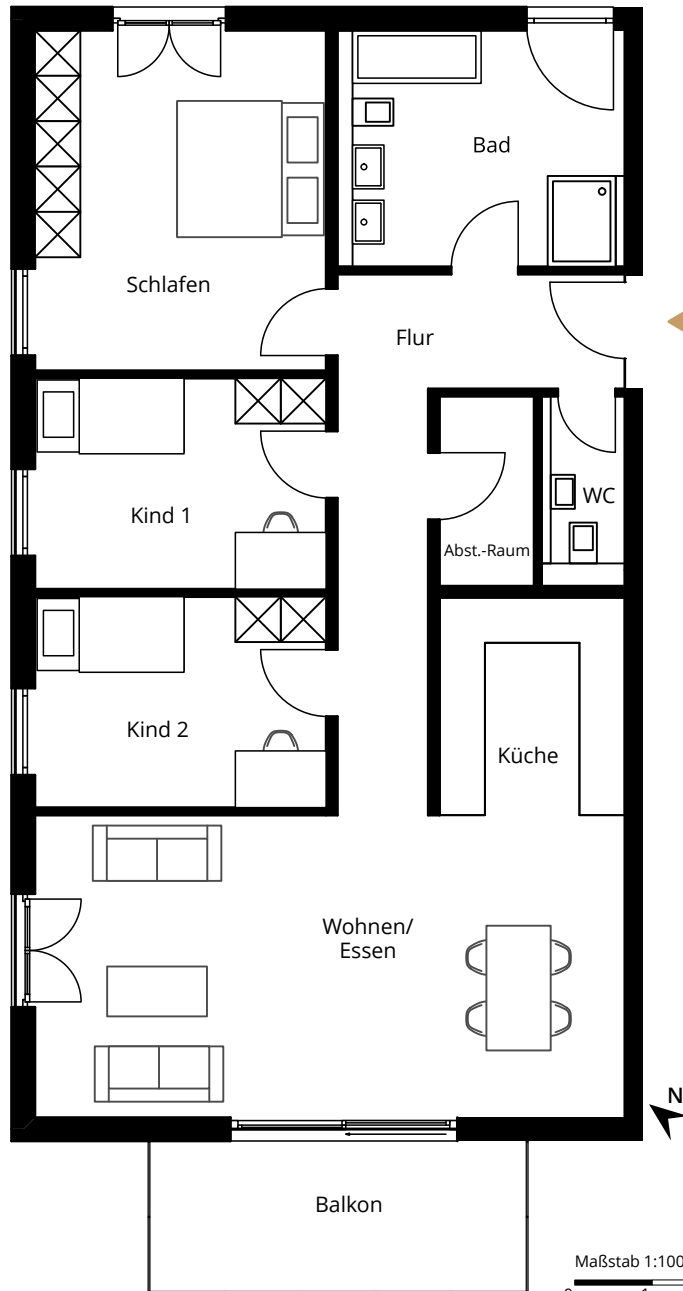 Bad
Schlafen
Flur
Kind 1
WC
Abst.-Raum
Kind 2
Küche
Wohnen/
Essen
N
Balkon
Maßstab 1:100